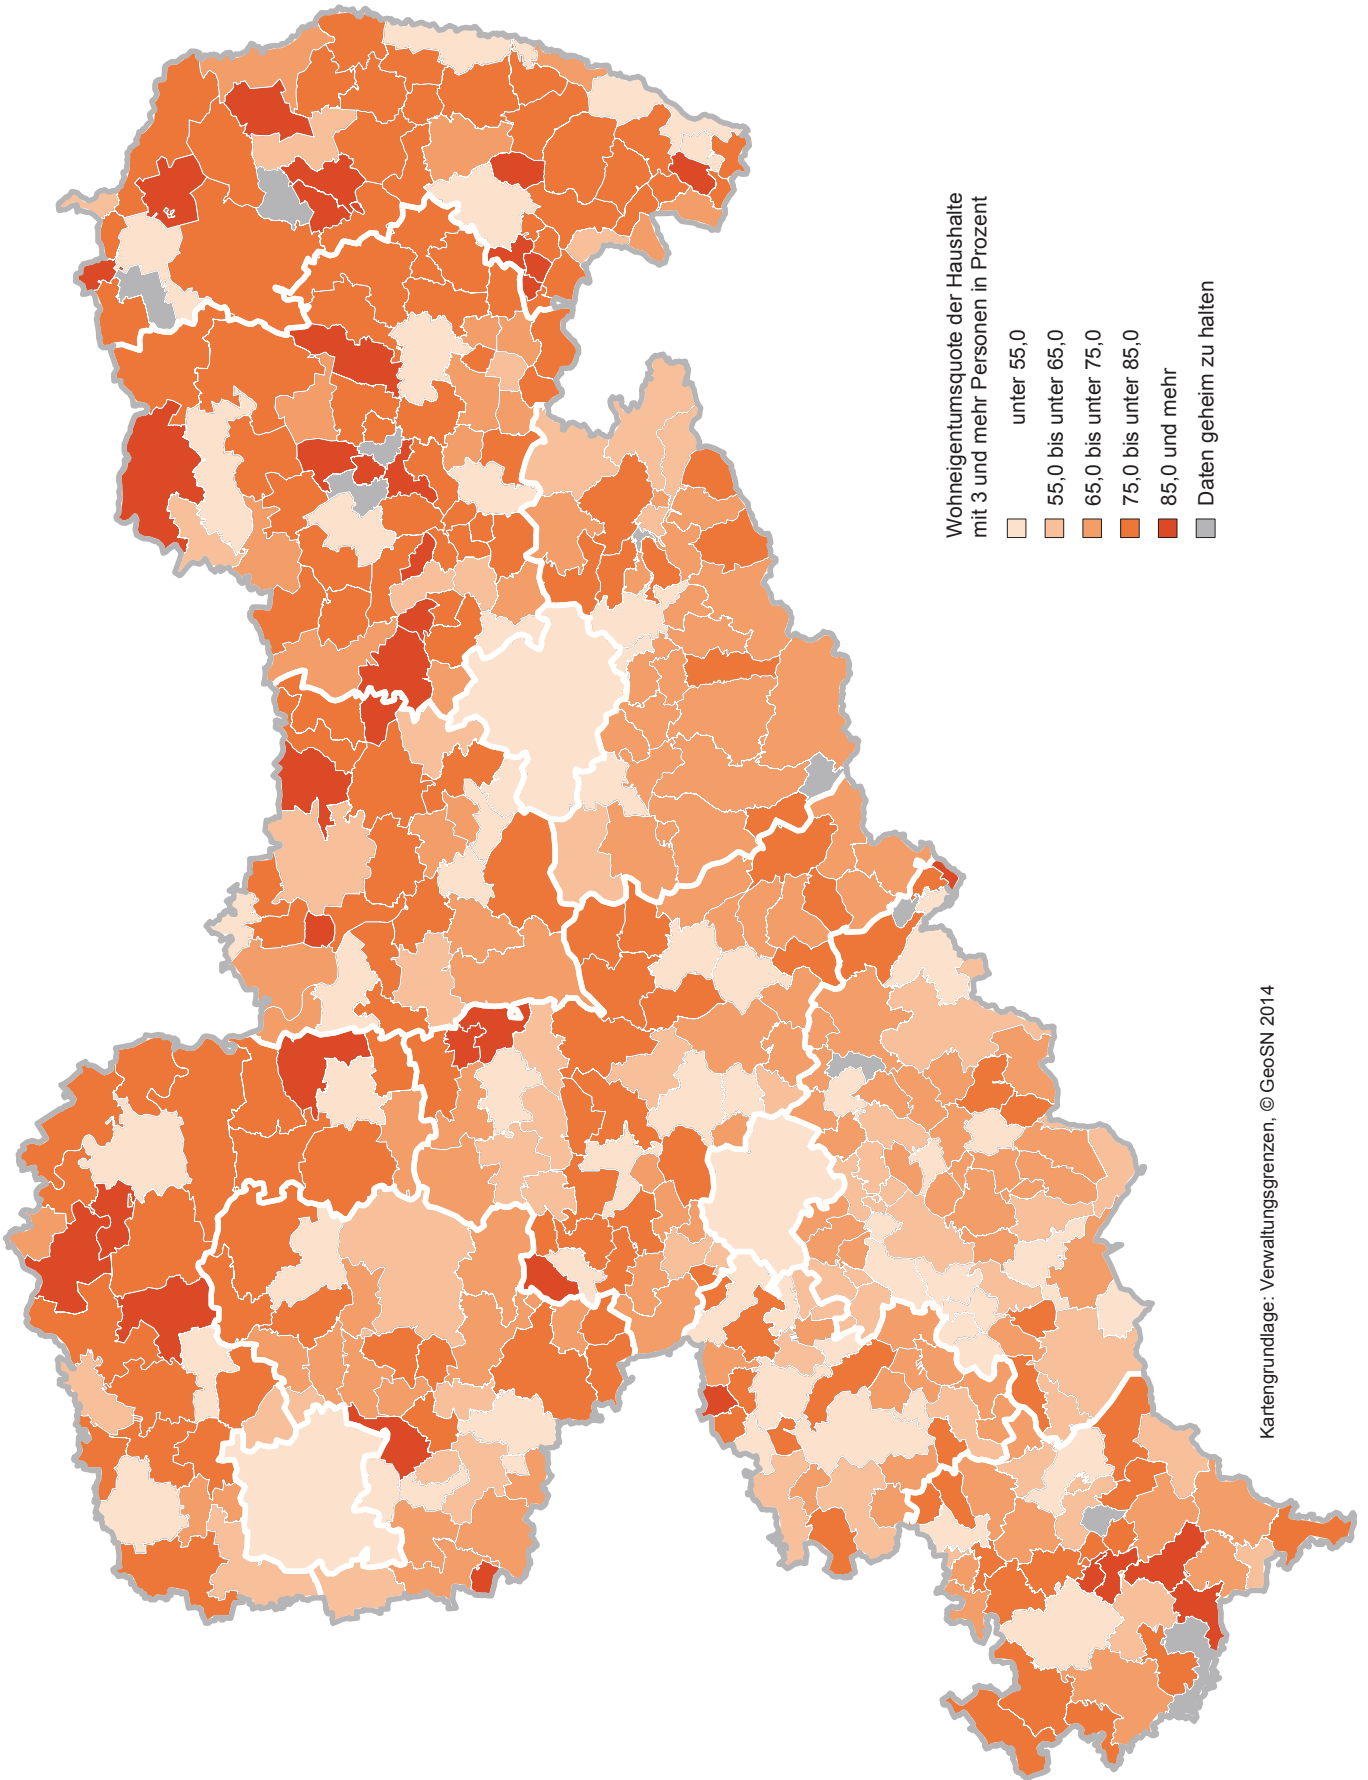 Wohneigentumsquote der Haushalte
mit 3 und mehr Personen in Prozent
unter 55,0
55,0 bis unter 65,0
65,0 bis unter 75,0
75,0 bis unter 85,0
85,0 und mehr
Daten geheim zu halten
Kartengrundlage: Verwaltungsgrenzen, © GeoSN 2014